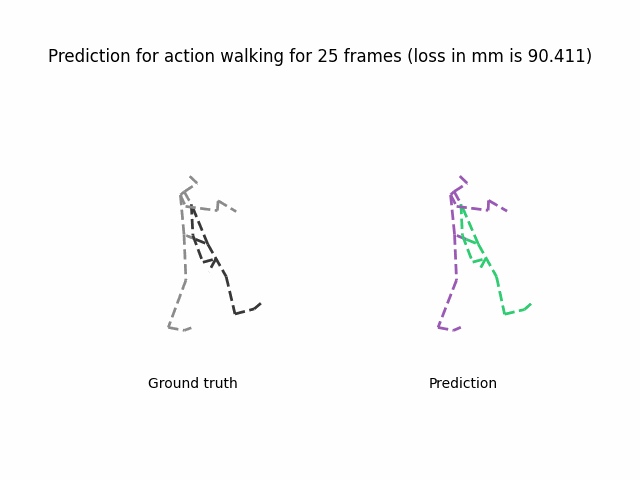 Prediction for action walking for 25 frames (loss in mm is 90.411)
Ground truth
Prediction